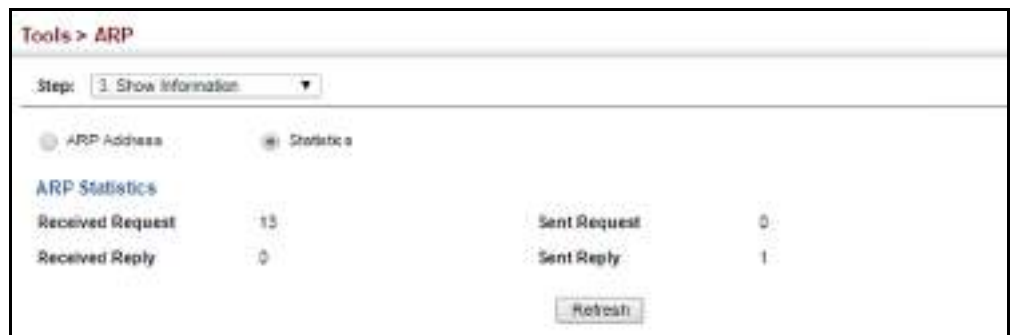 Tools > ARP
Step: 3. Show Information
ARP Address Statistics
ARP Statistics
Received Request 13 Sent Request 0
Received Reply 0 Sent Reply 1
Refresh